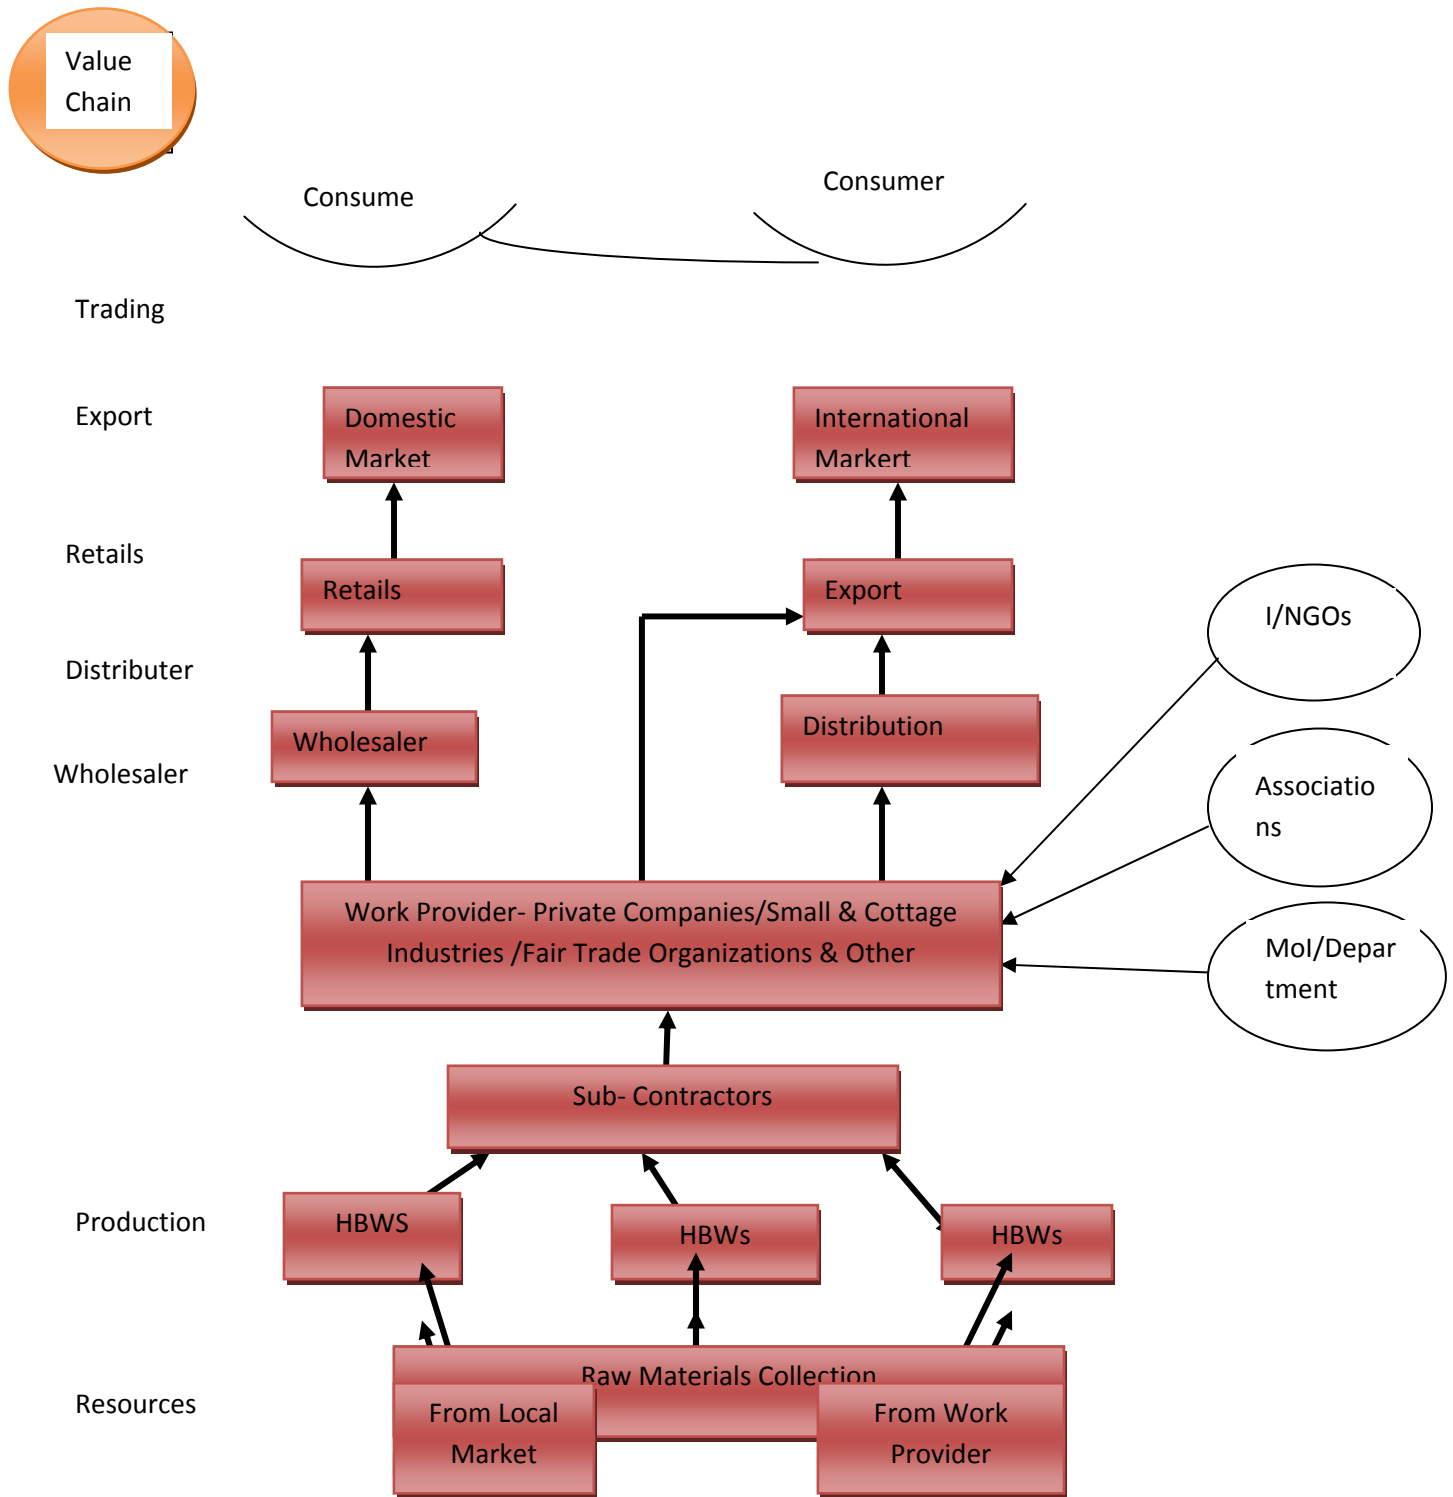 Value
Chain
Consume
Consumer
Trading
Export
Domestic
Market
International
Markert
Retails
Retails
Export
I/NGOs
Distributer
Wholesaler
Distribution
Wholesaler
Associatio
ns
Work Provider- Private Companies/Small & Cottage
Industries /Fair Trade Organizations & Other
MoI/Depar
tment
Sub- Contractors
Production
HBWS
HBWs
HBWs
Raw Materials Collection
Resources
From Local
Market
From Work
Provider